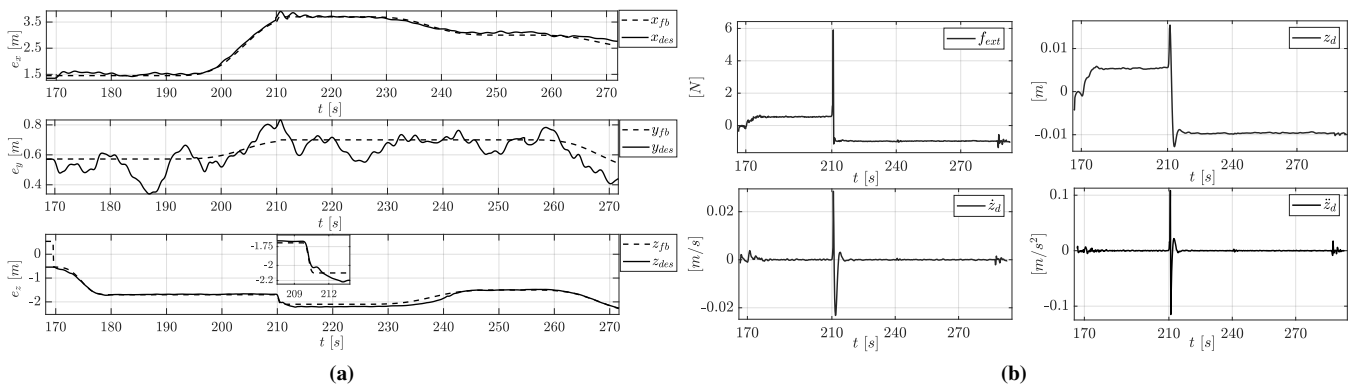 3.5
2.5
1.5
e_x [m]
x_fb
x_des
170 180 190 200 210 220 230 240 250 260 270
t [s]
0.8
0.6
0.4
e_y [m]
y_fb
y_des
170 180 190 200 210 220 230 240 250 260 270
t [s]
0
-1
-2
e_z [m]
-1.75
-2
-2.2
209 212
z_fb
z_des
170 180 190 200 210 220 230 240 250 260 270
t [s]
(a)
6
4
2
0
[N]
f_ext
170 210 240 270
t [s]
0.01
0
-0.01
[m]
z_d
170 210 240 270
t [s]
0.02
0
-0.02
[m/s]
ż_d
170 210 240 270
t [s]
0.1
0
-0.1
[m/s²]
z̈_d
170 210 240 270
t [s]
(b)